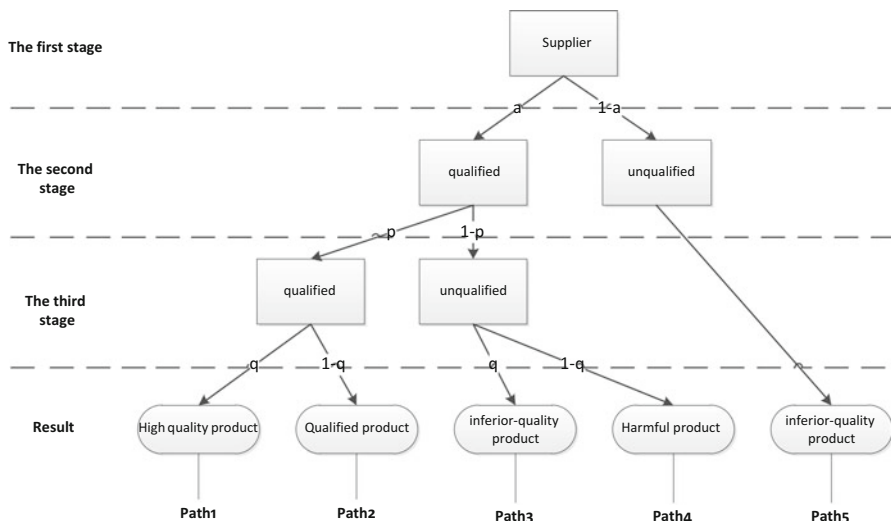 The first stage
Supplier
a
1-a
The second
stage
qualified
unqualified
p
1-p
The third
stage
qualified
unqualified
q
1-q
q
1-q
Result
High quality product
Qualified product
inferior-quality
product
Harmful product
inferior-quality
product
Path1
Path2
Path3
Path4
Path5